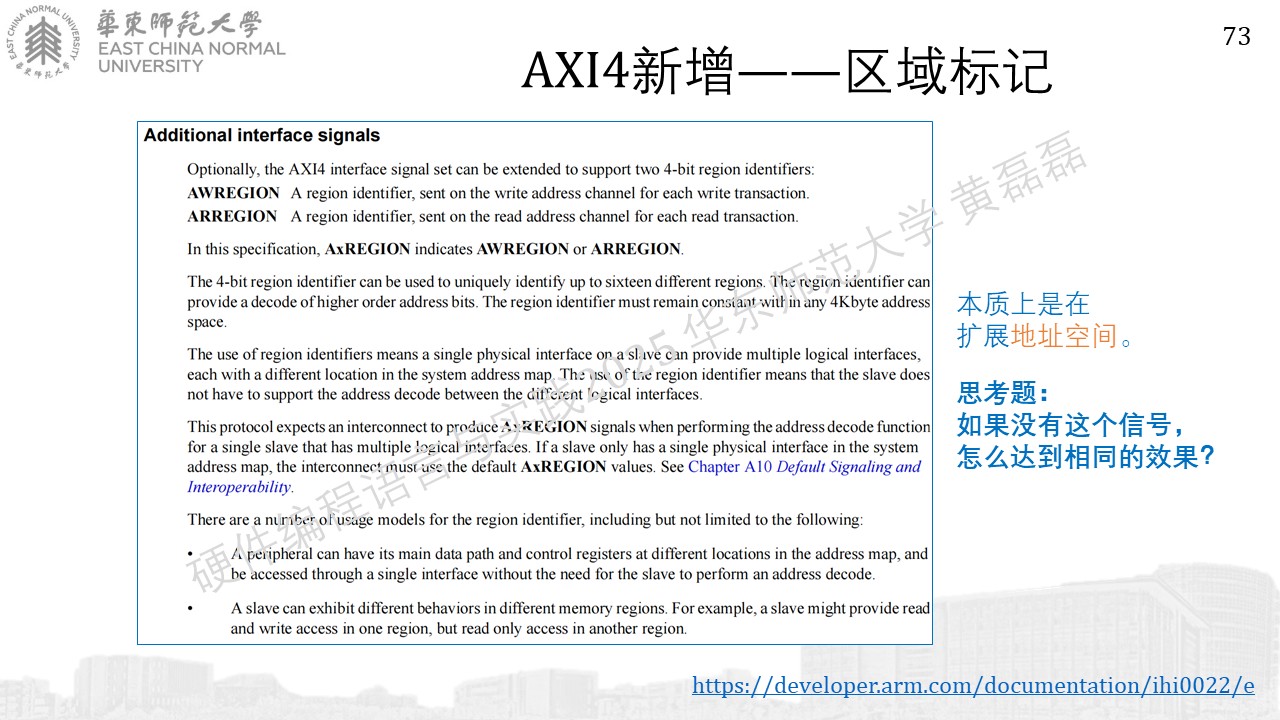 華東師範大學
EAST CHINA NORMAL
UNIVERSITY
73
AXI4新增——区域标记
Additional interface signals
Optionally, the AXI4 interface signal set can be extended to support two 4-bit region identifiers:
AWREGION A region identifier, sent on the write address channel for each write transaction.
ARREGION A region identifier, sent on the read address channel for each read transaction.
In this specification, AxREGION indicates AWREGION or ARREGION.
The 4-bit region identifier can be used to uniquely identify up to sixteen different regions. The region identifier can
provide a decode of higher order address bits. The region identifier must remain constant within any 4Kbyte address
space.
The use of region identifiers means a single physical interface on a slave can provide multiple logical interfaces,
each with a different location in the system address map. The use of the region identifier means that the slave does
not have to support the address decode between the different logical interfaces.
This protocol expects an interconnect to produce AxREGION signals when performing the address decode function
for a single slave that has multiple logical interfaces. If a slave only has a single physical interface in the system
address map, the interconnect must use the default AxREGION values. See Chapter A10 Default Signaling and
Interoperability.
There are a number of usage models for the region identifier, including but not limited to the following:
• A peripheral can have its main data path and control registers at different locations in the address map, and
be accessed through a single interface without the need for the slave to perform an address decode.
• A slave can exhibit different behaviors in different memory regions. For example, a slave might provide read
and write access in one region, but read only access in another region.
本质上是在
扩展地址空间。
思考题：
如果没有这个信号，
怎么达到相同的效果？
硬件编程语言与实践2025 华东师范大学 黄磊磊
https://developer.arm.com/documentation/ihi0022/e